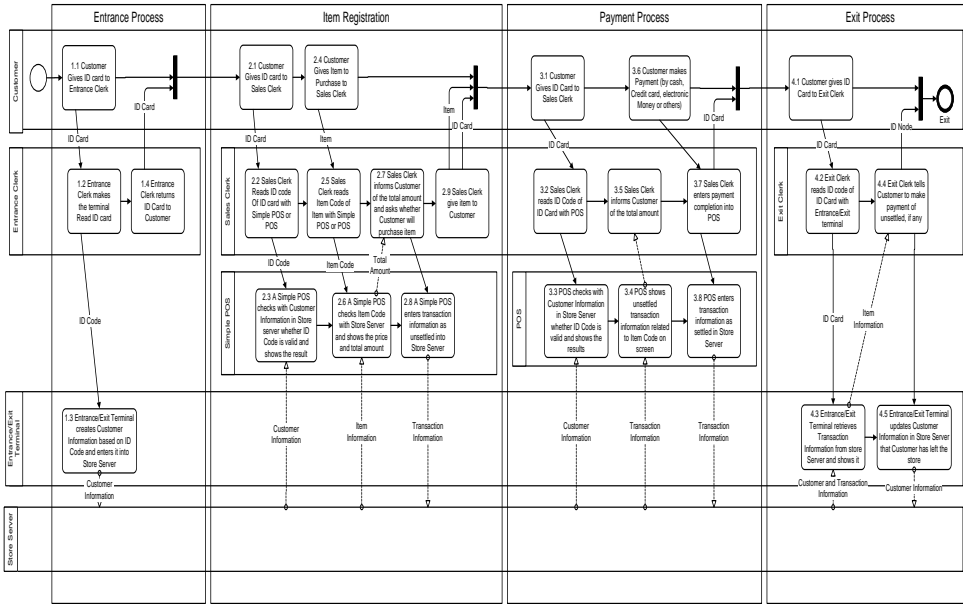 Entrance Process
Item Registration
Payment Process
Exit Process
Customer
1.1 Customer
Gives ID card to
Entrance Clerk
2.1 Customer
Gives ID card to
Sales Clerk
2.4 Customer
Gives Item to
Purchase to
Sales Clerk
3.1 Customer
Gives ID Card to
Sales Clerk
3.6 Customer makes
Payment (by cash,
Credit card, electronic
Money or others)
4.1 Customer gives ID
Card to Exit Clerk
Exit
ID Card
ID Card
ID Card
Item
Item
ID Card
ID Card
ID Card
ID Card
ID Node
Entrance Clerk
1.2 Entrance
Clerk makes
the terminal
Read ID card
1.4 Entrance
Clerk returns
ID Card to
Customer
Sales Clerk
2.2 Sales Clerk
Reads ID code
Of ID card with
Simple POS or
POS
2.5 Sales
Clerk reads
Item Code of
Item with Simple
POS or POS
2.7 Sales Clerk
informs Customer
of the total amount
and asks whether
Customer will
purchase item
2.9 Sales Clerk
give item to
Customer
3.2 Sales Clerk
reads ID Code of
ID Card with POS
3.5 Sales Clerk
informs Customer
of the total amount
3.7 Sales Clerk
enters payment
completion into
POS
Exit Clerk
4.2 Exit Clerk
reads ID code of
ID Card with
Entrance/Exit
terminal
4.4 Exit Clerk tells
Customer to make
payment of
unsettled, if any
ID Code
ID Code
Item Code
Total
Amount
ID Card
Item
Information
Simple POS
2.3 A Simple POS
checks with Customer
Information in Store
server whether ID
Code is valid and
shows the result
2.6 A Simple POS
checks Item Code
with Store Server
and shows the price
and total amount
2.8 A Simple POS
enters transaction
information as
unsettled into
Store Server
POS
3.3 POS checks with
Customer Information
in Store Server
whether ID Code is
valid and shows the
results
3.4 POS shows
unsettled
transaction
information related
to Item Code on
screen
3.8 POS enters
transaction
information as
settled in Store
Server
Entrance/Exit
Terminal
1.3 Entrance/Exit Terminal
creates Customer
Information based on ID
Code and enters it into
Store Server
Customer
Information
Customer
Information
Item
Information
Transaction
Information
Customer
Information
Transaction
Information
Transaction
Information
4.3 Entrance/Exit
Terminal retrieves
Transaction
Information from store
Server and shows it
4.5 Entrance/Exit Terminal
updates Customer
Information in Store Server
that Customer has left the
store
Customer and Transaction
Information
Customer Information
Store Server